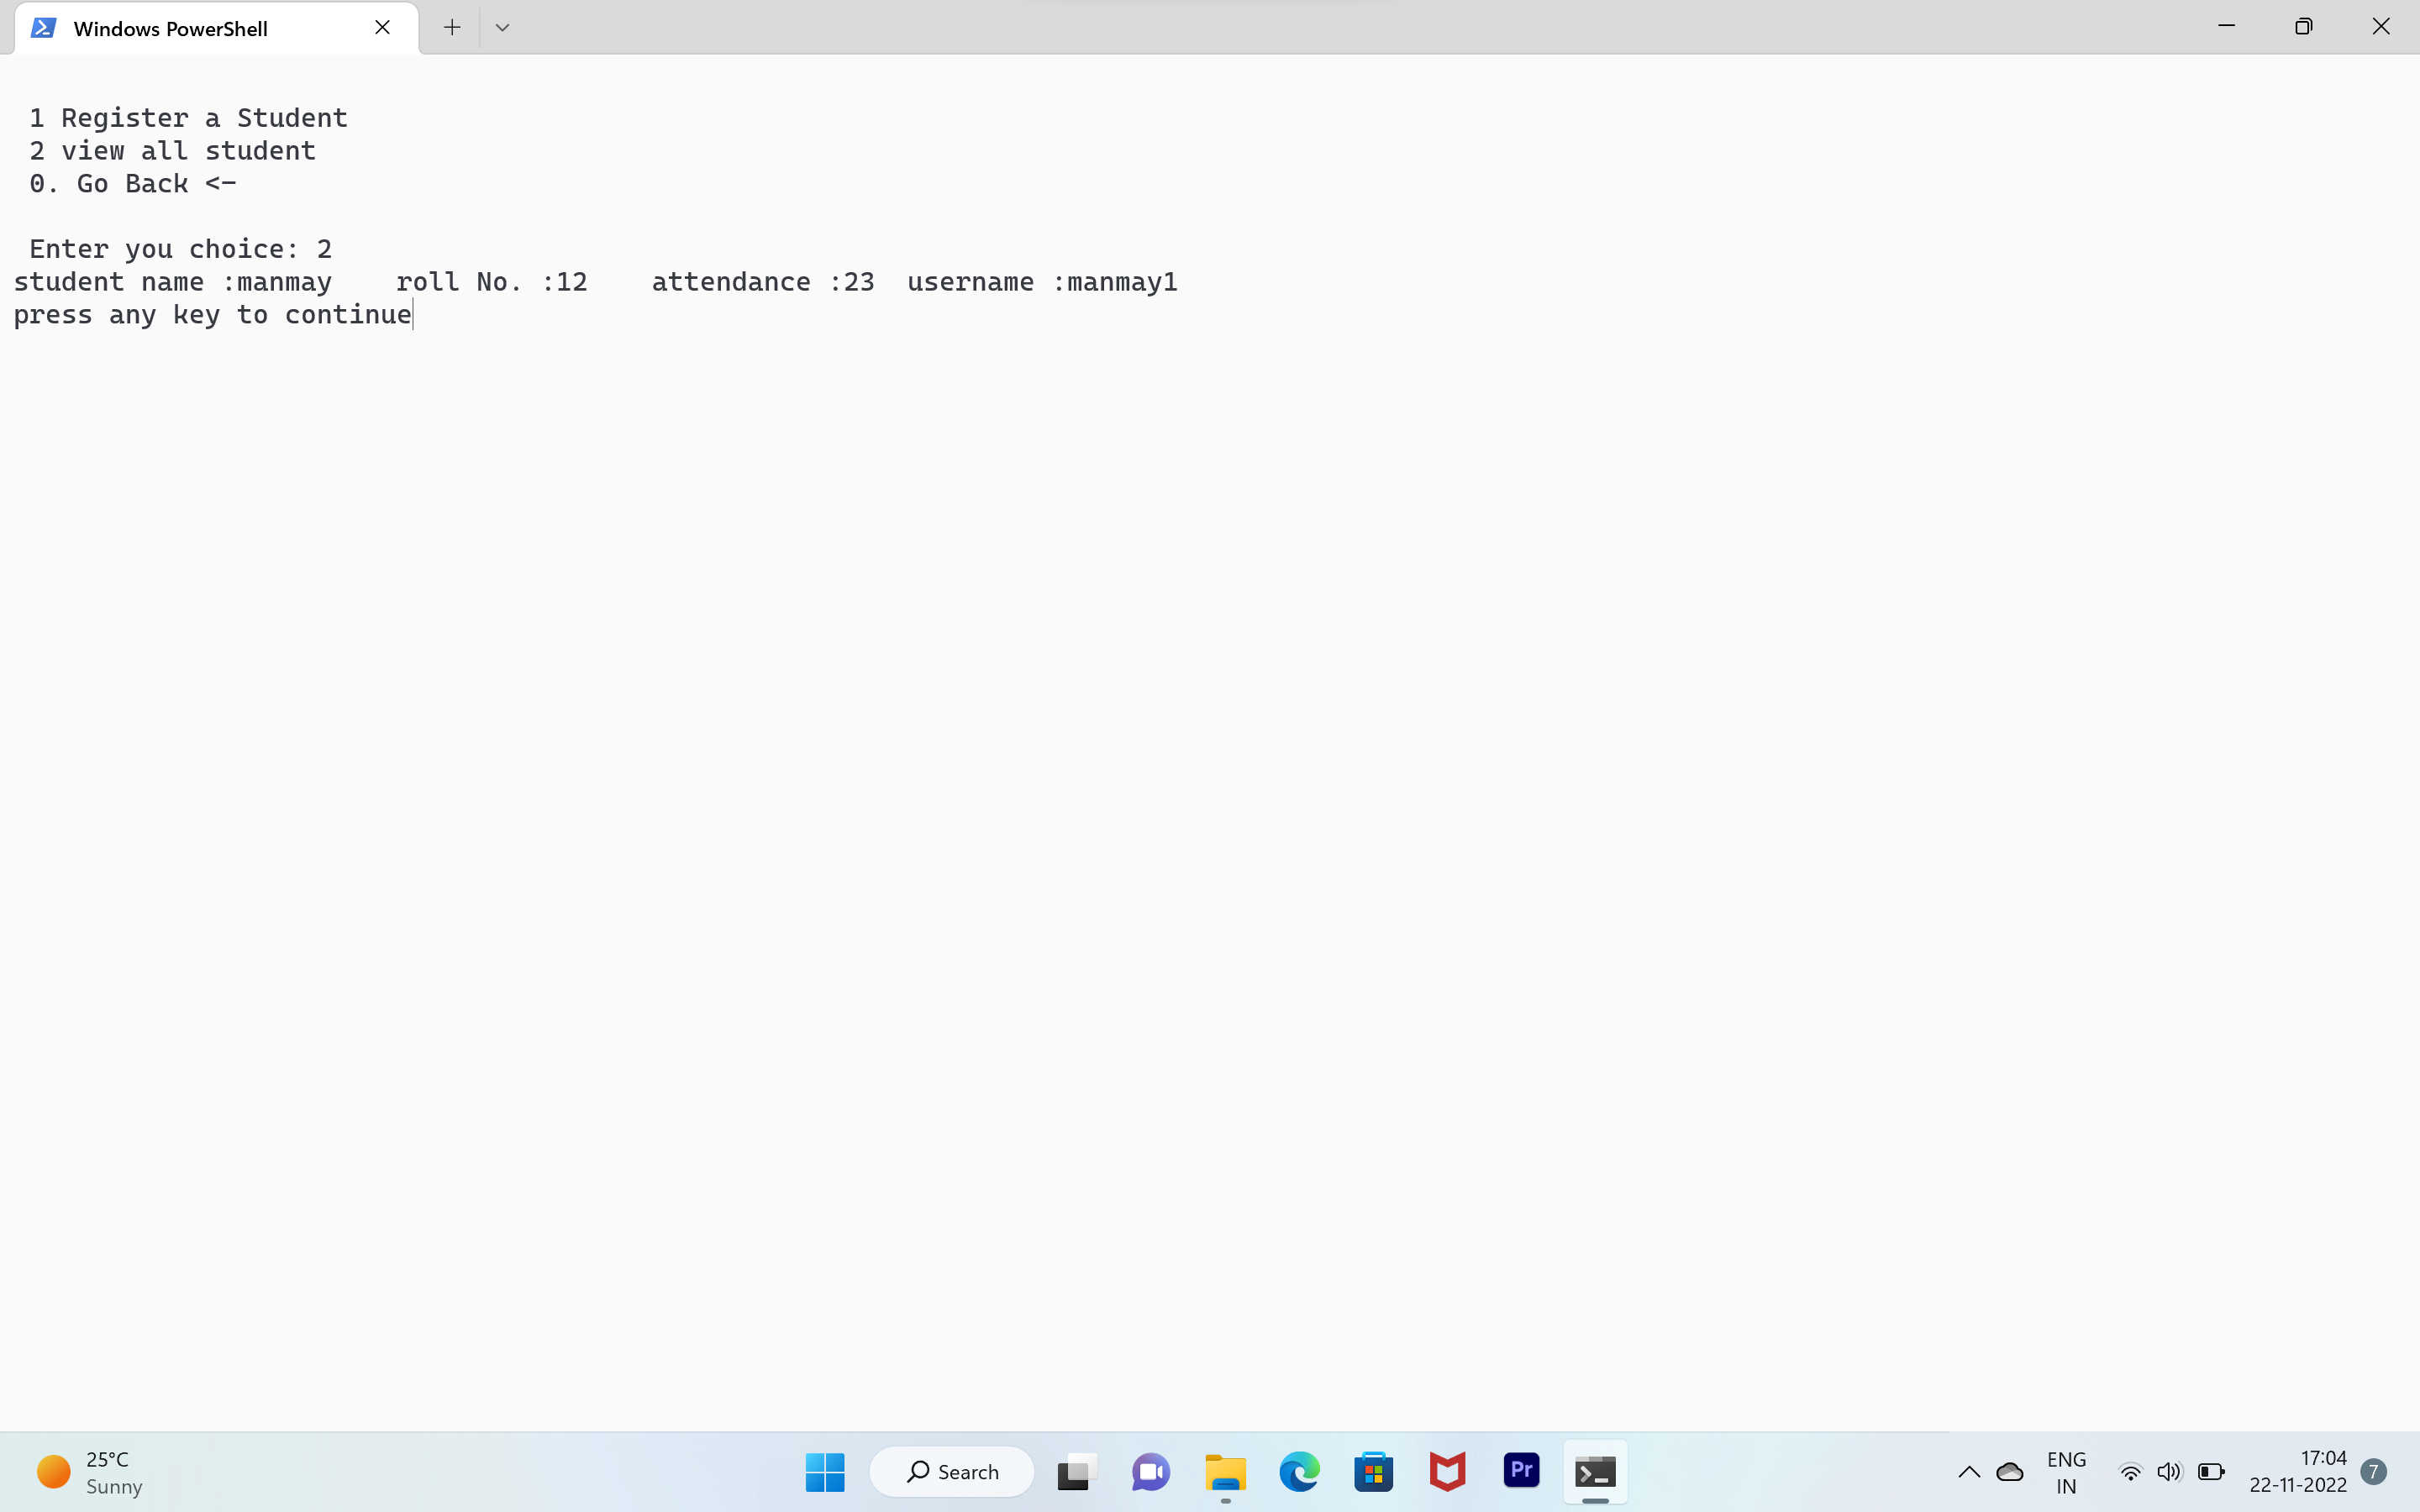 Windows PowerShell
1 Register a Student
2 view all student
0. Go Back <-
Enter you choice: 2
student name :manmay    roll No. :12    attendance :23  username :manmay1
press any key to continue
25°C
Sunny
Search
Pr
ENG
IN
17:04
22-11-2022
7